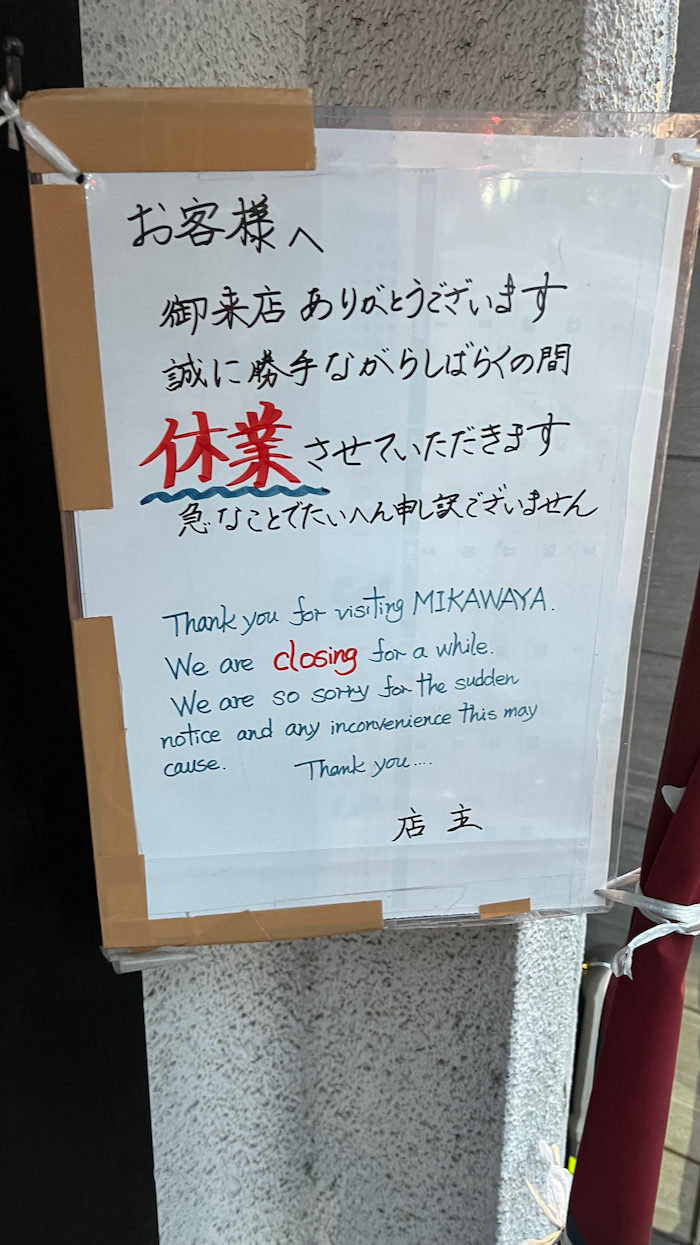 お客様へ
御来店ありがとうございます
誠に勝手ながらしばらくの間
休業させていただきます
急なことでたいへん申し訳ございません
Thank you for visiting MIKAWAYA.
We are closing for a while.
We are so sorry for the sudden
notice and any inconvenience this may
cause. Thank you....
店主